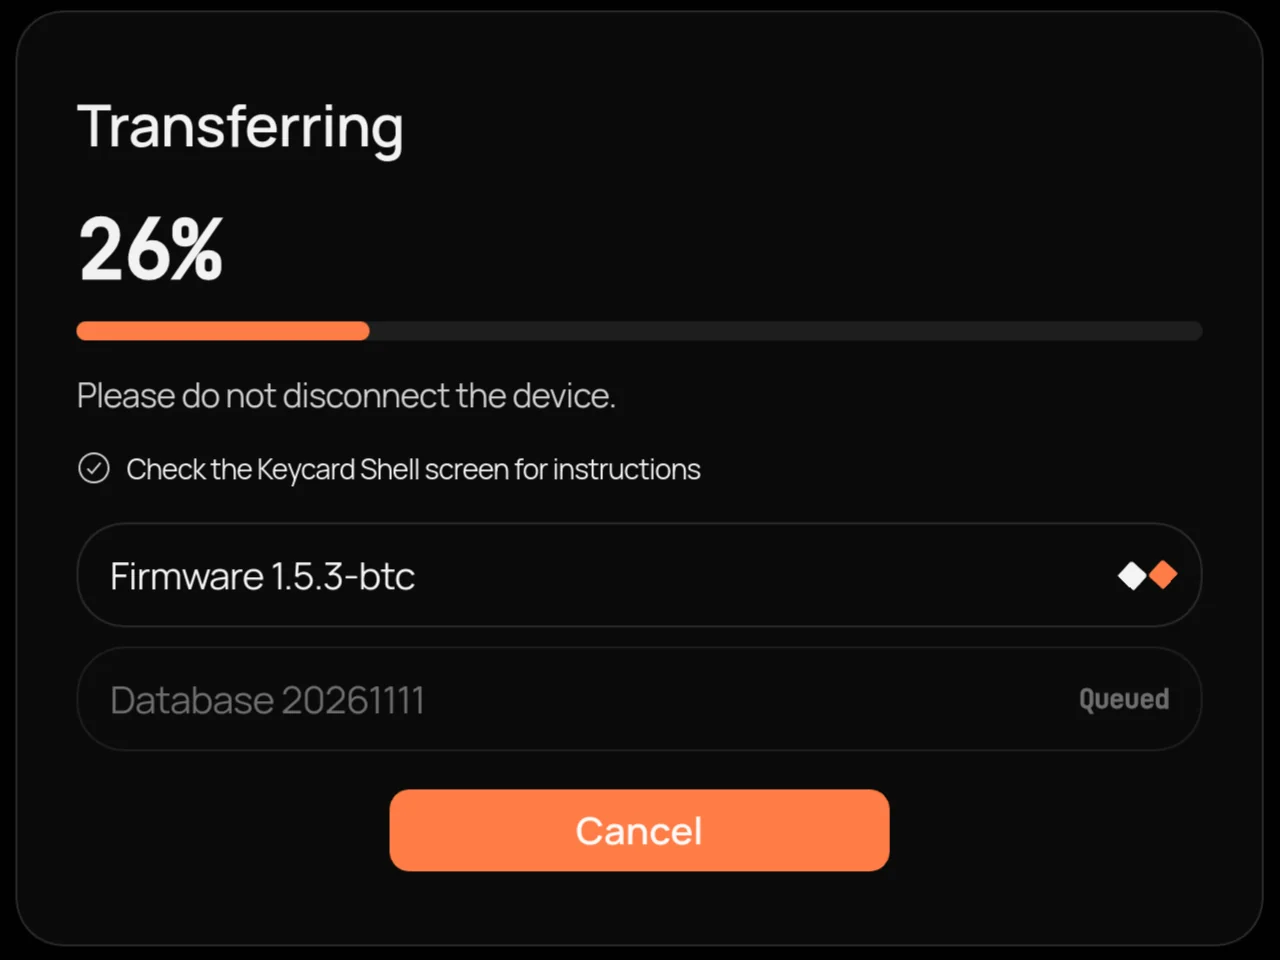 Transferring
26%
Please do not disconnect the device.
Check the Keycard Shell screen for instructions
Firmware 1.5.3-btc
Database 20261111
Queued
Cancel